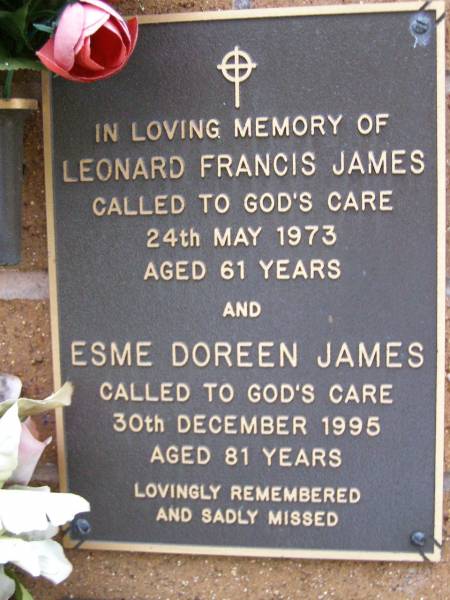 IN LOVING MEMORY OF
LEONARD FRANCIS JAMES
CALLED TO GOD'S CARE
24th MAY 1973
AGED 61 YEARS
AND
ESME DOREEN JAMES
CALLED TO GOD'S CARE
30th DECEMBER 1995
AGED 81 YEARS
LOVINGLY REMEMBERED
AND SADLY MISSED